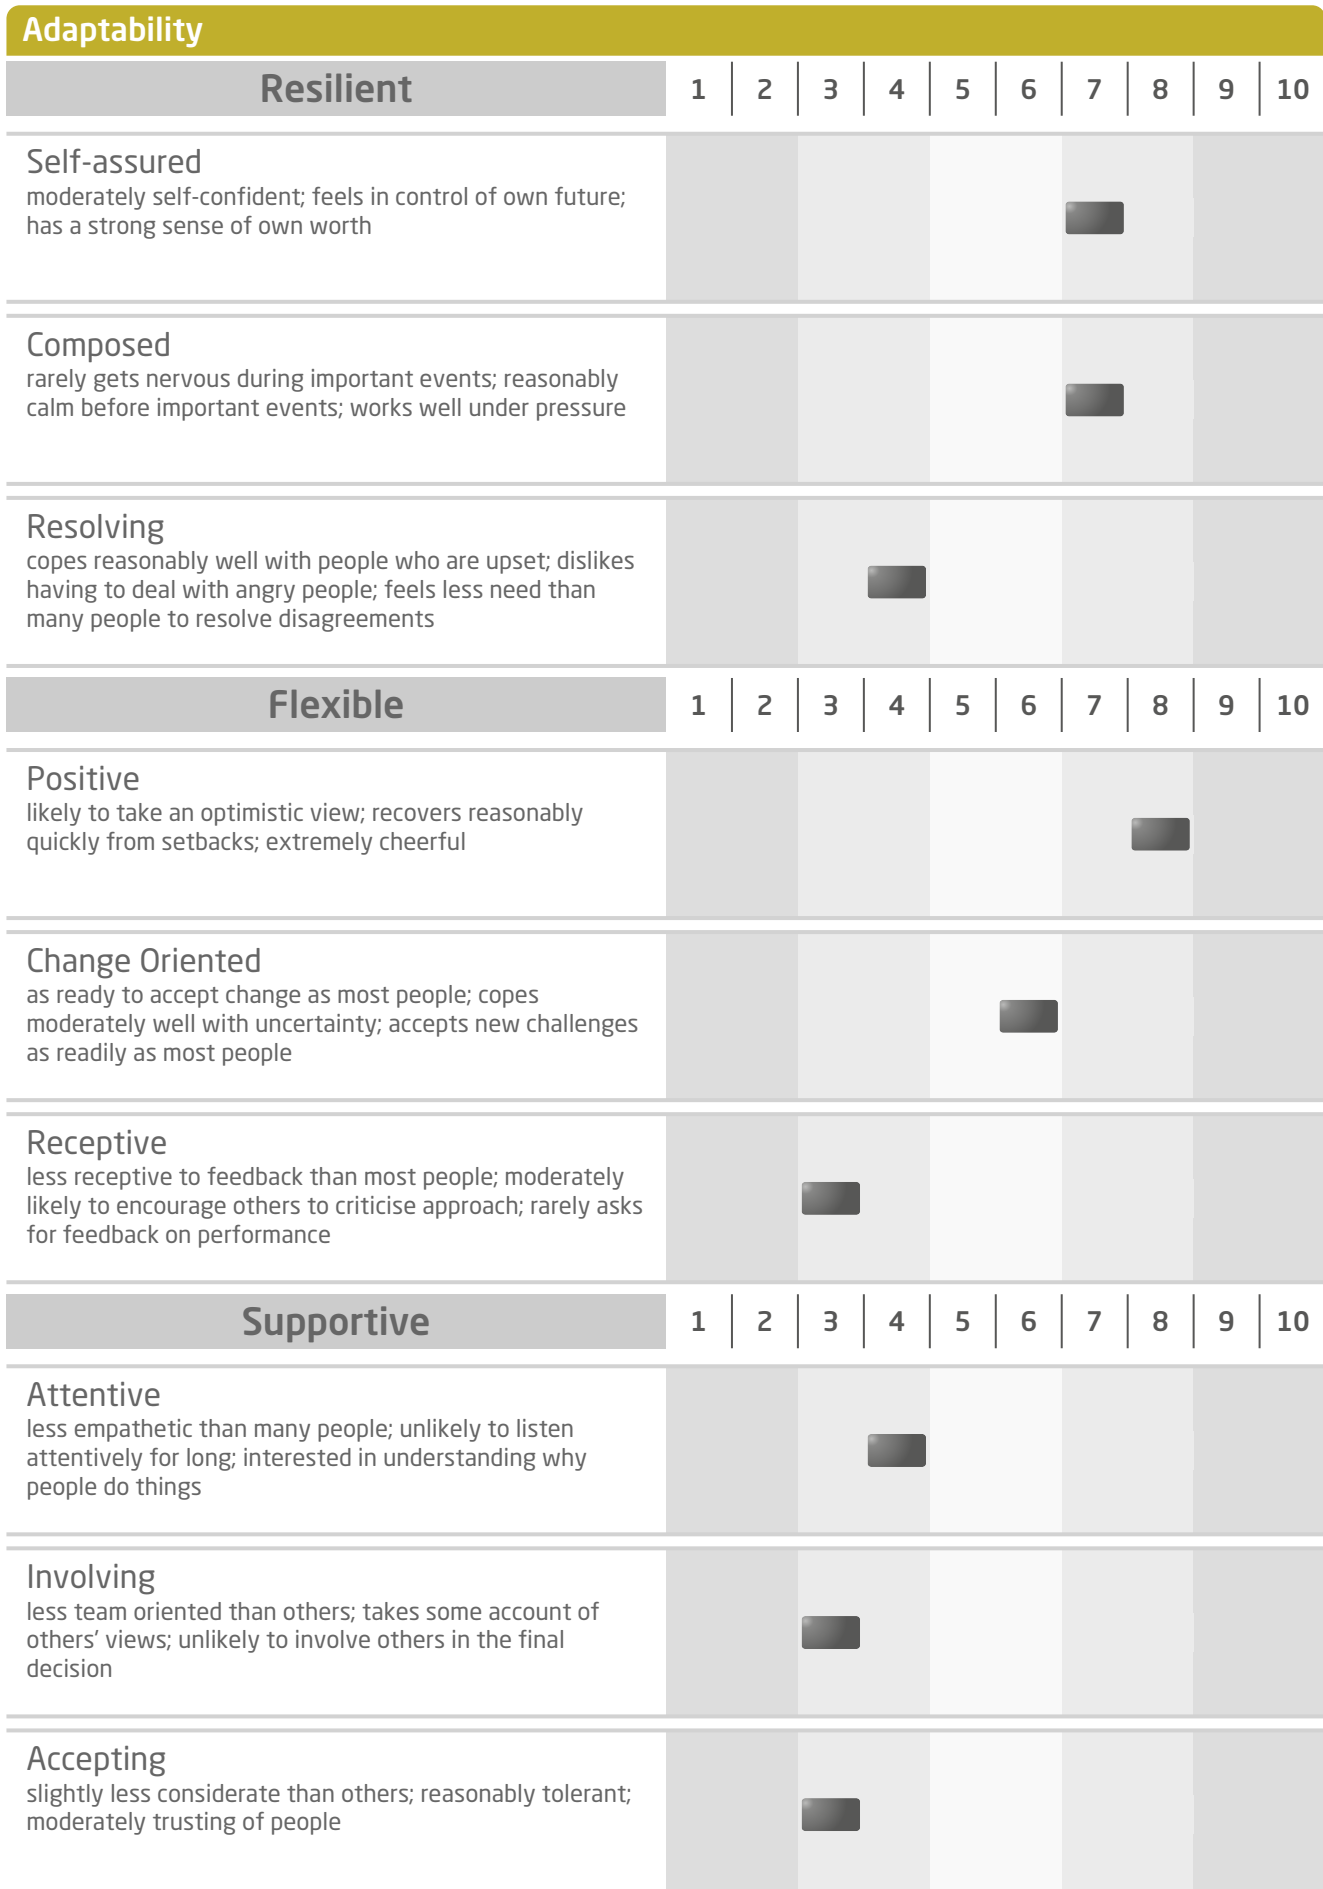 Adaptability
Resilient 1 2 3 4 5 6 7 8 9 10
Self-assured
moderately self-confident; feels in control of own future;
has a strong sense of own worth
Composed
rarely gets nervous during important events; reasonably
calm before important events; works well under pressure
Resolving
copes reasonably well with people who are upset; dislikes
having to deal with angry people; feels less need than
many people to resolve disagreements
Flexible 1 2 3 4 5 6 7 8 9 10
Positive
likely to take an optimistic view; recovers reasonably
quickly from setbacks; extremely cheerful
Change Oriented
as ready to accept change as most people; copes
moderately well with uncertainty; accepts new challenges
as readily as most people
Receptive
less receptive to feedback than most people; moderately
likely to encourage others to criticise approach; rarely asks
for feedback on performance
Supportive 1 2 3 4 5 6 7 8 9 10
Attentive
less empathetic than many people; unlikely to listen
attentively for long; interested in understanding why
people do things
Involving
less team oriented than others; takes some account of
others' views; unlikely to involve others in the final
decision
Accepting
slightly less considerate than others; reasonably tolerant;
moderately trusting of people